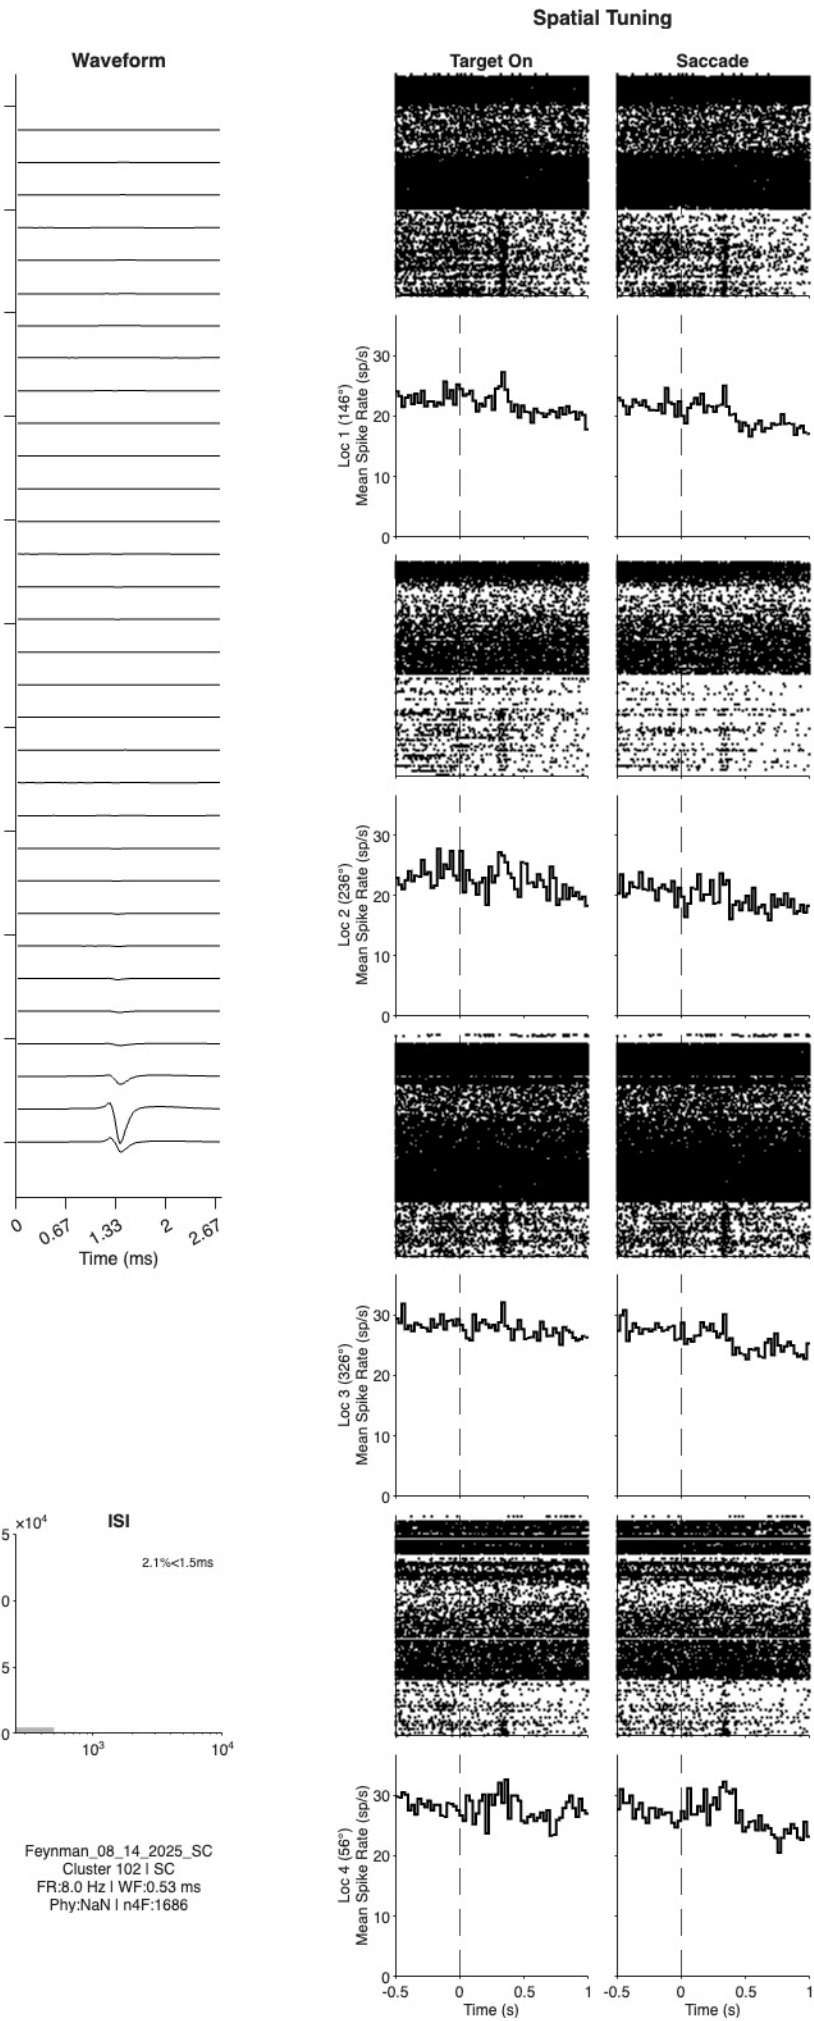 Spatial Tuning
Waveform
Target On
Saccade
Loc 1 (146°)
Mean Spike Rate (sp/s)
30
20
10
0
Loc 2 (236°)
Mean Spike Rate (sp/s)
30
20
10
0
0
0.67
1.33
2
2.67
Time (ms)
Loc 3 (326°)
Mean Spike Rate (sp/s)
30
20
10
0
ISI
×10⁴
5
2.1%<1.5ms
0
5
0
10³
10⁴
Loc 4 (56°)
Mean Spike Rate (sp/s)
30
20
10
0
Feynman_08_14_2025_SC
Cluster 102 | SC
FR:8.0 Hz | WF:0.53 ms
Phy:NaN | n4F:1686
-0.5
0
0.5
1
-0.5
0
0.5
1
Time (s)
Time (s)